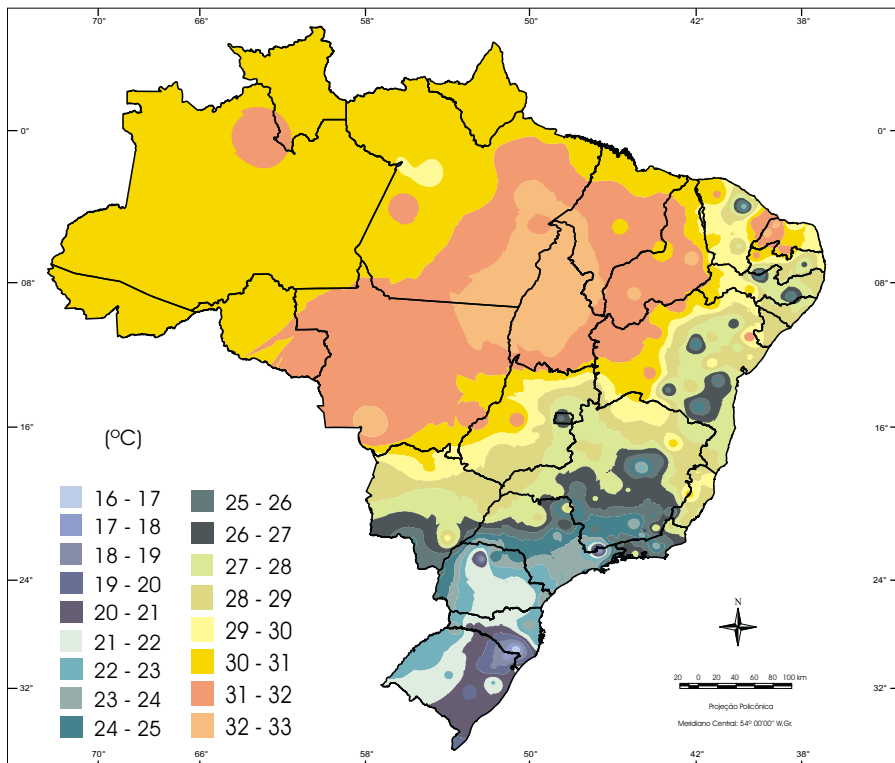 70° 66° 58° 50° 42° 38°
0° 0°
08° 08°
16° 16°
24° 24°
32° 32°
(°C)
16 - 17
17 - 18
18 - 19
19 - 20
20 - 21
21 - 22
22 - 23
23 - 24
24 - 25
25 - 26
26 - 27
27 - 28
28 - 29
29 - 30
30 - 31
31 - 32
32 - 33
N
20 0 20 40 60 80 100 km
Projeção Policônica
Meridiano Central: 54° 00'00" W.Gr.
70° 66° 58° 50° 42° 38°